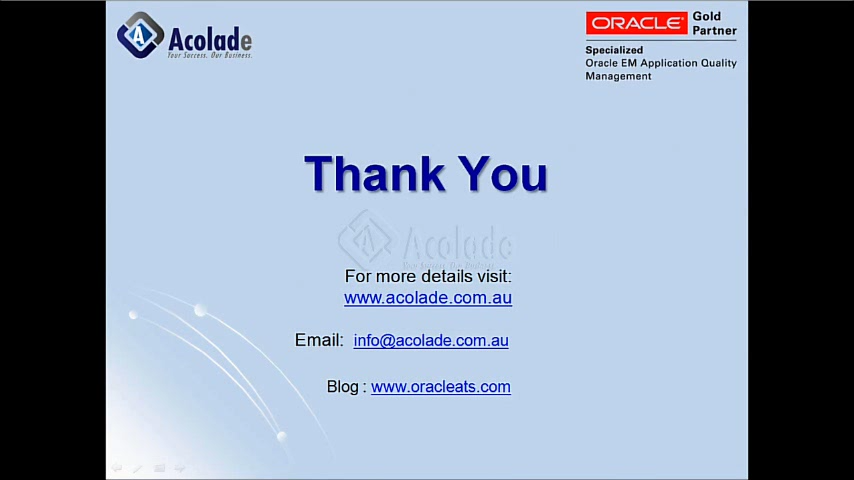 Acolade
Your Success. Our Business.
ORACLE Gold
Partner
Specialized
Oracle EM Application Quality
Management
Thank You
Acolade
For more details visit:
www.acolade.com.au
Email: info@acolade.com.au
Blog : www.oracleats.com